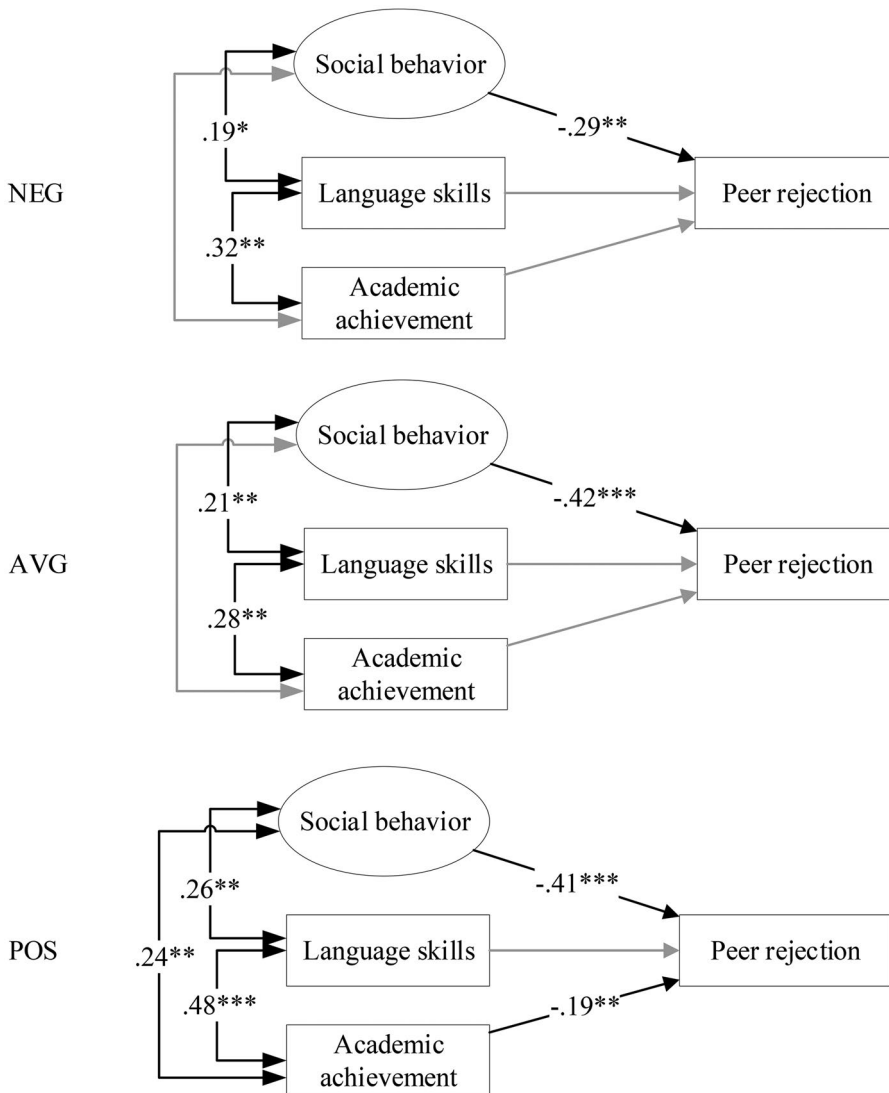 Social behavior
-.29**
.19*
NEG
Language skills
Peer rejection
.32**
Academic
achievement
Social behavior
-.42***
.21**
AVG
Language skills
Peer rejection
.28**
Academic
achievement
Social behavior
-.41***
.26**
POS
.24**
Language skills
Peer rejection
.48***
-.19**
Academic
achievement